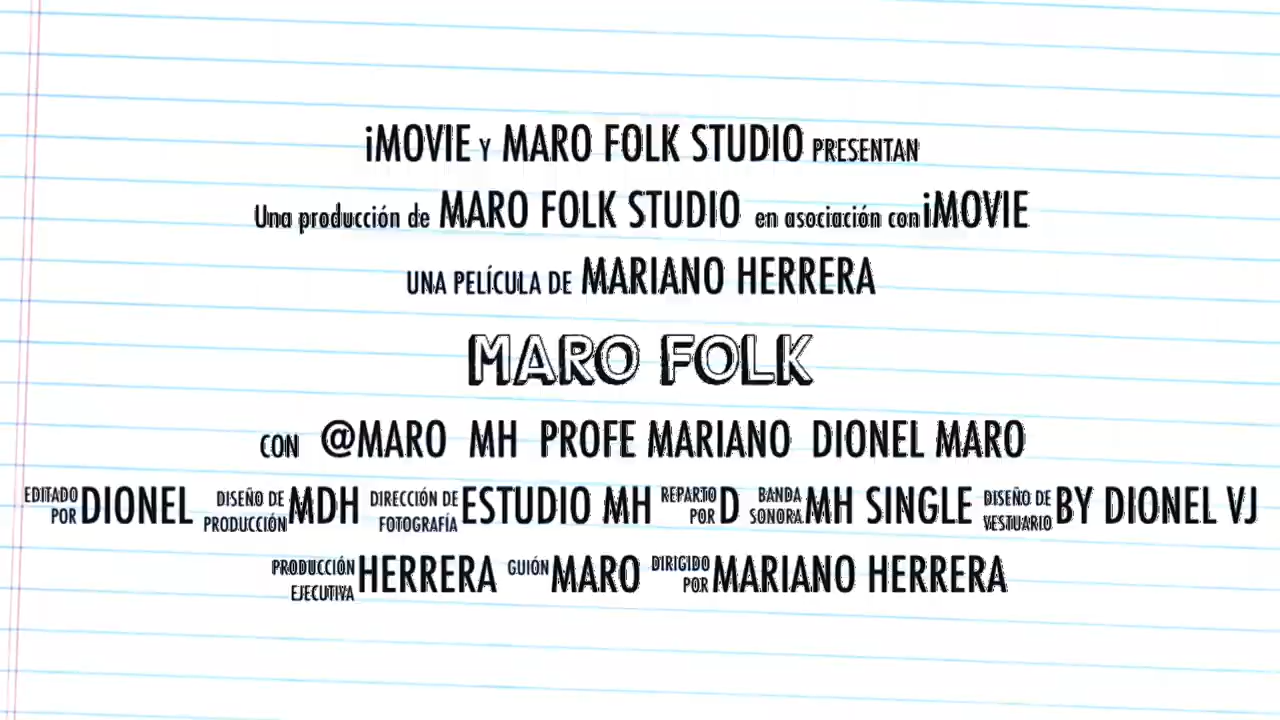 iMOVIE Y MARO FOLK STUDIO PRESENTAN
Una producción de MARO FOLK STUDIO en asociación con iMOVIE
UNA PELÍCULA DE MARIANO HERRERA
MARO FOLK
CON @MARO MH PROFE MARIANO DIONEL MARO
EDITADO POR DIONEL DISEÑO DE PRODUCCIÓN MDH DIRECCIÓN DE FOTOGRAFÍA ESTUDIO MH REPARTO POR D BANDA SONORA MH SINGLE DISEÑO DE VESTUARIO BY DIONEL VJ
PRODUCCIÓN EJECUTIVA HERRERA GUIÓN MARO DIRIGIDO POR MARIANO HERRERA